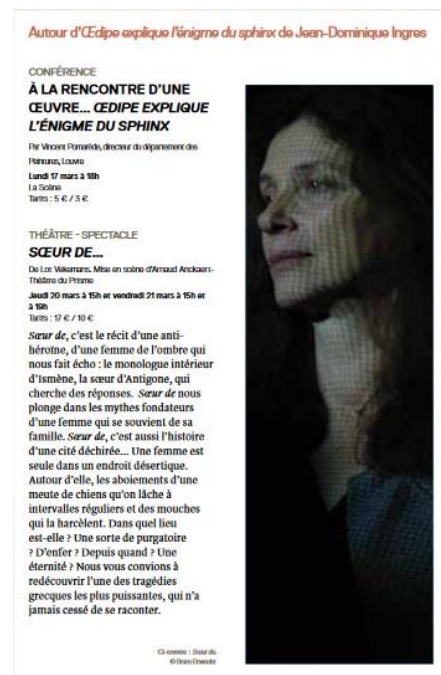 Autour d'Œdipe explique l'énigme du sphinx de Jean-Dominique Ingres
CONFÉRENCE
À LA RENCONTRE D'UNE
ŒUVRE... ŒDIPE EXPLIQUE
L'ÉNIGME DU SPHINX
Par Vincent Pomarède, directeur du département des
Peintures, Louvre
Lundi 17 mars à 18h
La Scène
Tarifs : 5 € / 3 €
THÉÂTRE - SPECTACLE
SŒUR DE...
De Lot Vekemans. Mise en scène d'Arnaud Anckaert-
Théâtre du Prisme
Jeudi 20 mars à 15h et vendredi 21 mars à 15h et
à 19h
Tarifs : 17 € / 10 €
Sœur de, c'est le récit d'une anti-
héroïne, d'une femme de l'ombre qui
nous fait écho : le monologue intérieur
d'Ismène, la sœur d'Antigone, qui
cherche des réponses. Sœur de nous
plonge dans les mythes fondateurs
d'une femme qui se souvient de sa
famille. Sœur de, c'est aussi l'histoire
d'une cité déchirée... Une femme est
seule dans un endroit désertique.
Autour d'elle, les aboiements d'une
meute de chiens qu'on lâche à
intervalles réguliers et des mouches
qui la harcèlent. Dans quel lieu
est-elle ? Une sorte de purgatoire
? D'enfer ? Depuis quand ? Une
éternité ? Nous vous convions à
redécouvrir l'une des tragédies
grecques les plus puissantes, qui n'a
jamais cessé de se raconter.
Ci-contre : Sœur de.
©